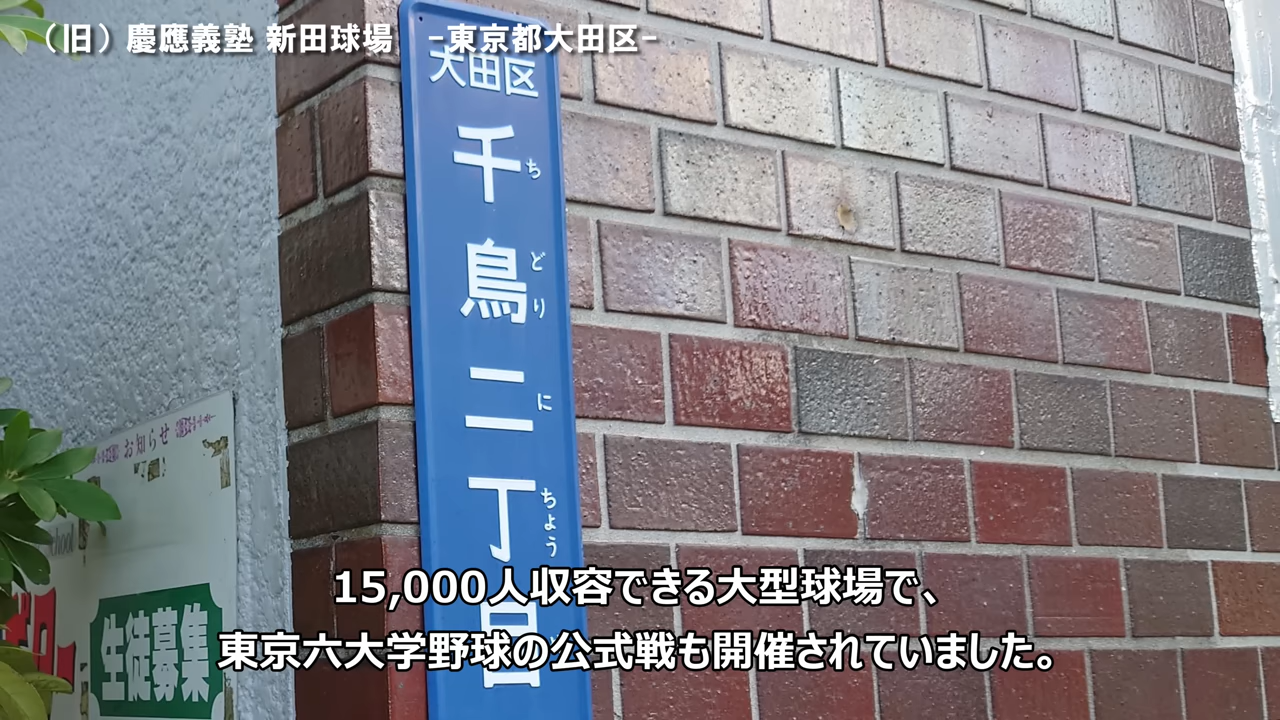 （旧）慶應義塾 新田球場　-東京都大田区-
大田区
千鳥二丁目
ちどりにちょう
お知らせ
生徒募集
15,000人収容できる大型球場で、
東京六大学野球の公式戦も開催されていました。